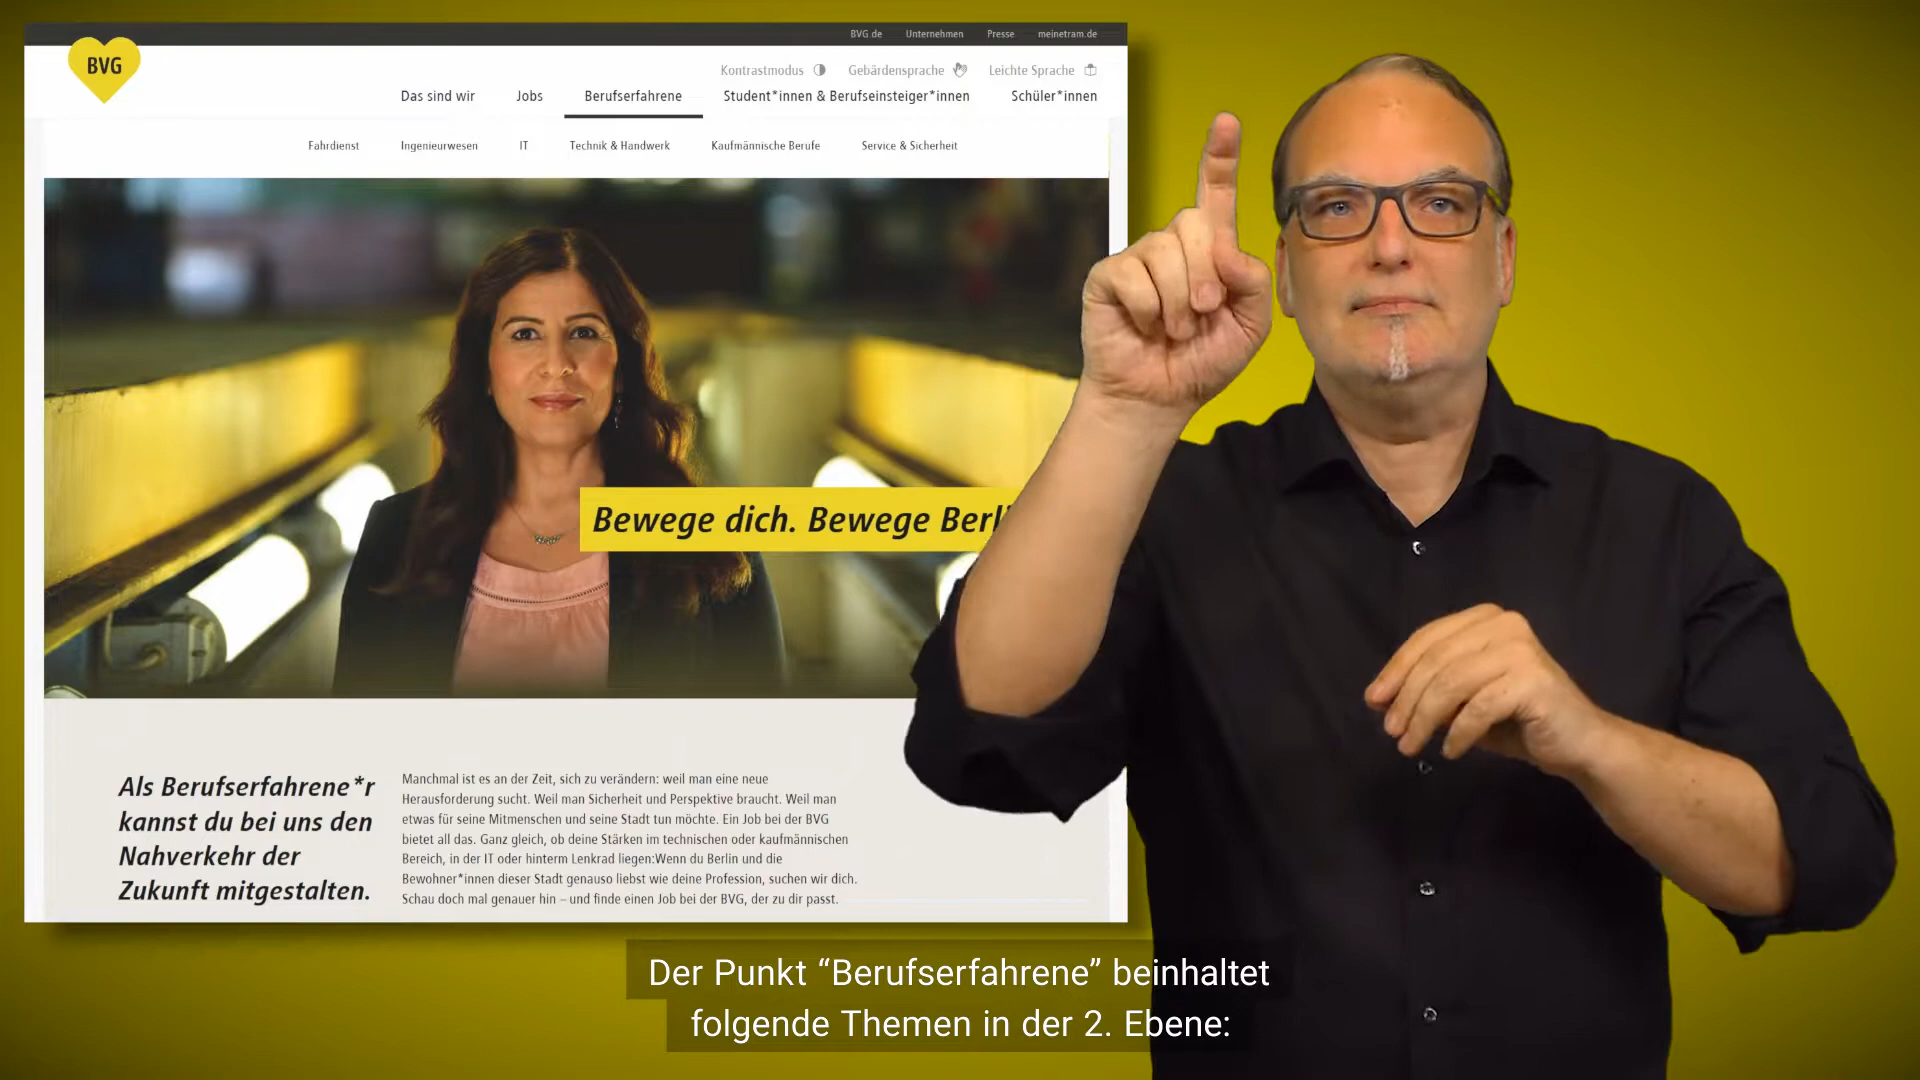 BVG.de Unternehmen Presse meinetram.de
BVG
Kontrastmodus Gebärdensprache Leichte Sprache
Das sind wir Jobs Berufserfahrene Student*innen & Berufseinsteiger*innen Schüler*innen
Fahrdienst Ingenieurwesen IT Technik & Handwerk Kaufmännische Berufe Service & Sicherheit
Bewege dich. Bewege Berl
Als Berufserfahrene*r
kannst du bei uns den
Nahverkehr der
Zukunft mitgestalten.
Manchmal ist es an der Zeit, sich zu verändern: weil man eine neue
Herausforderung sucht. Weil man Sicherheit und Perspektive braucht. Weil man
etwas für seine Mitmenschen und seine Stadt tun möchte. Ein Job bei der BVG
bietet all das. Ganz gleich, ob deine Stärken im technischen oder kaufmännischen
Bereich, in der IT oder hinterm Lenkrad liegen:Wenn du Berlin und die
Bewohner*innen dieser Stadt genauso liebst wie deine Profession, suchen wir dich.
Schau doch mal genauer hin – und finde einen Job bei der BVG, der zu dir passt.
Der Punkt “Berufserfahrene” beinhaltet
folgende Themen in der 2. Ebene: